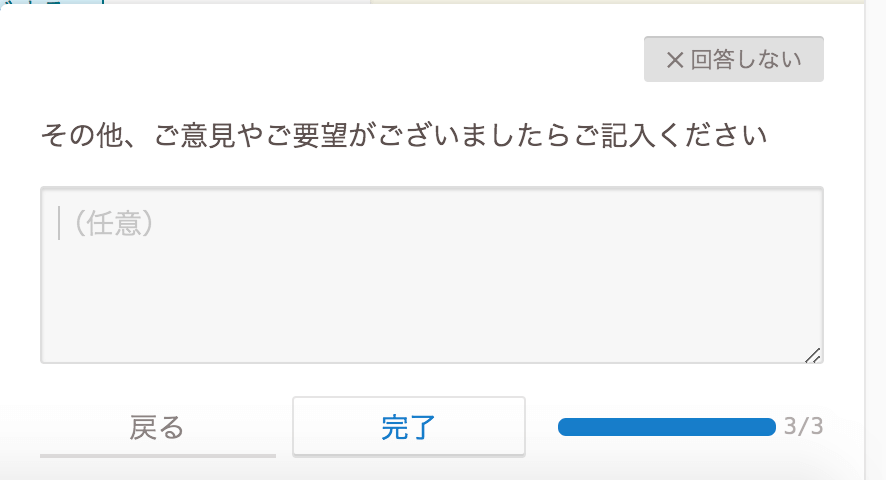 × 回答しない
その他、ご意見やご要望がございましたらご記入ください
（任意）
戻る
完了
3/3